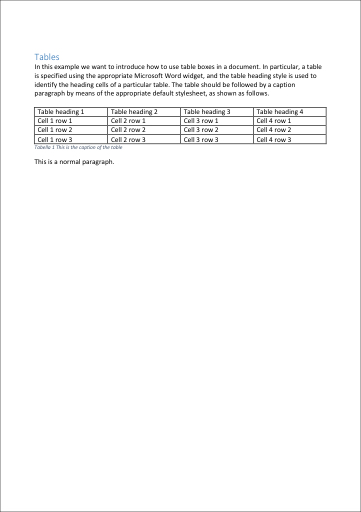 Tables
In this example we want to introduce how to use table boxes in a document. In particular, a table
is specified using the appropriate Microsoft Word widget, and the table heading style is used to
identify the heading cells of a particular table. The table should be followed by a caption
paragraph by means of the appropriate default stylesheet, as shown as follows.
Table heading 1 Table heading 2 Table heading 3 Table heading 4
Cell 1 row 1 Cell 2 row 1 Cell 3 row 1 Cell 4 row 1
Cell 1 row 2 Cell 2 row 2 Cell 3 row 2 Cell 4 row 2
Cell 1 row 3 Cell 2 row 3 Cell 3 row 3 Cell 4 row 3
Tabella 1 This is the caption of the table
This is a normal paragraph.